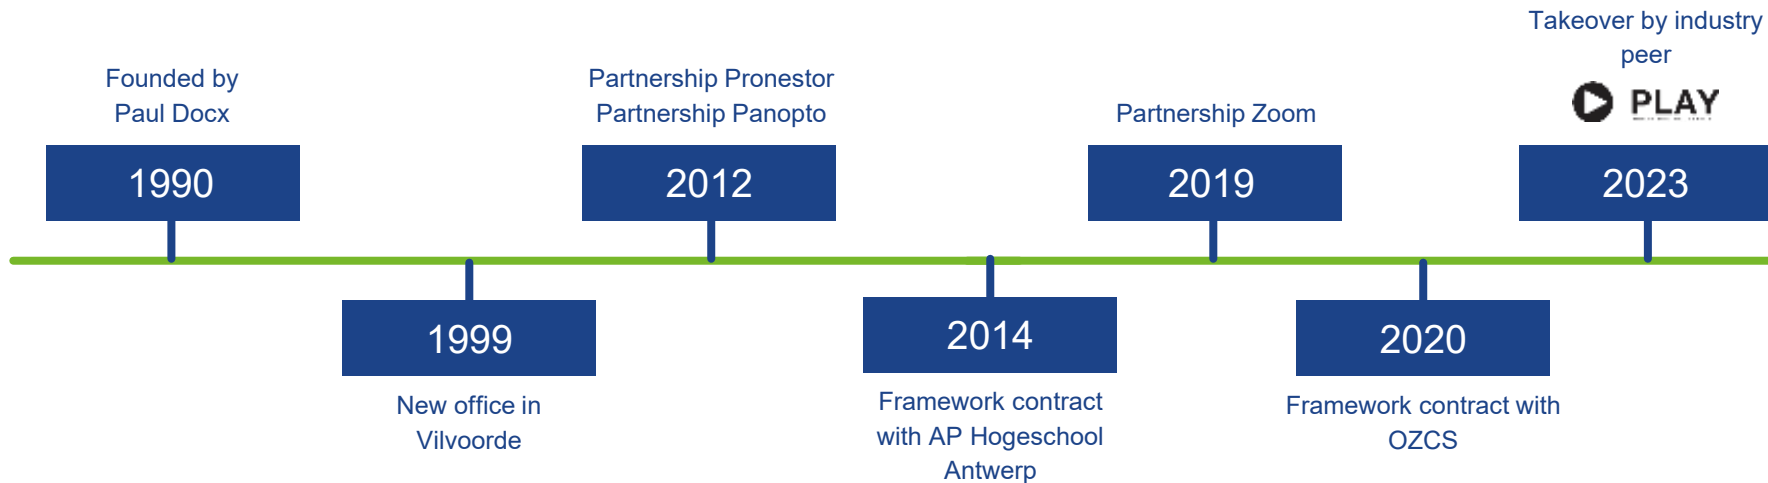 Founded by
Paul Docx
1990
New office in
Vilvoorde
1999
Partnership Pronestor
Partnership Panopto
2012
2014
Framework contract
with AP Hogeschool
Antwerp
Partnership Zoom
2019
2020
Framework contract with
OZCS
Takeover by industry
peer
PLAY
2023